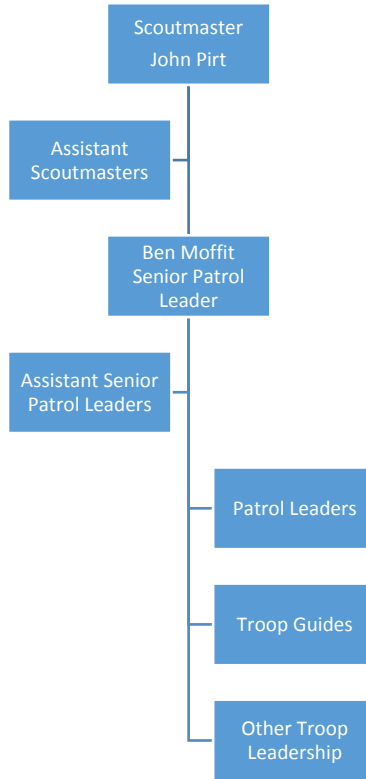 Scoutmaster
John Pirt
Assistant
Scoutmasters
Ben Moffit
Senior Patrol
Leader
Assistant Senior
Patrol Leaders
Patrol Leaders
Troop Guides
Other Troop
Leadership